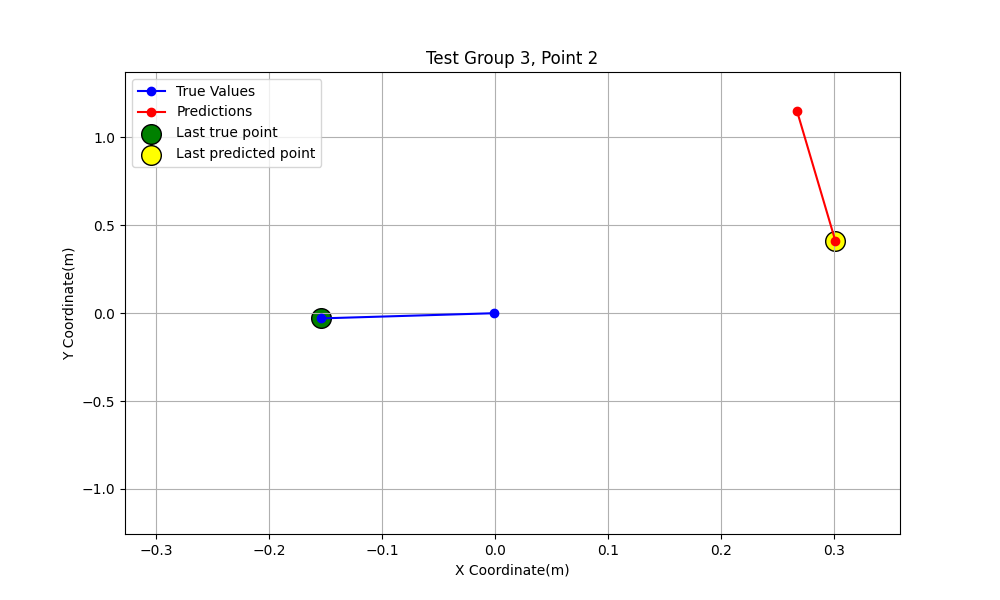 Test Group 3, Point 2
True Values
Predictions
Last true point
Last predicted point
Y Coordinate(m)
1.0
0.5
0.0
−0.5
−1.0
−0.3 −0.2 −0.1 0.0 0.1 0.2 0.3
X Coordinate(m)